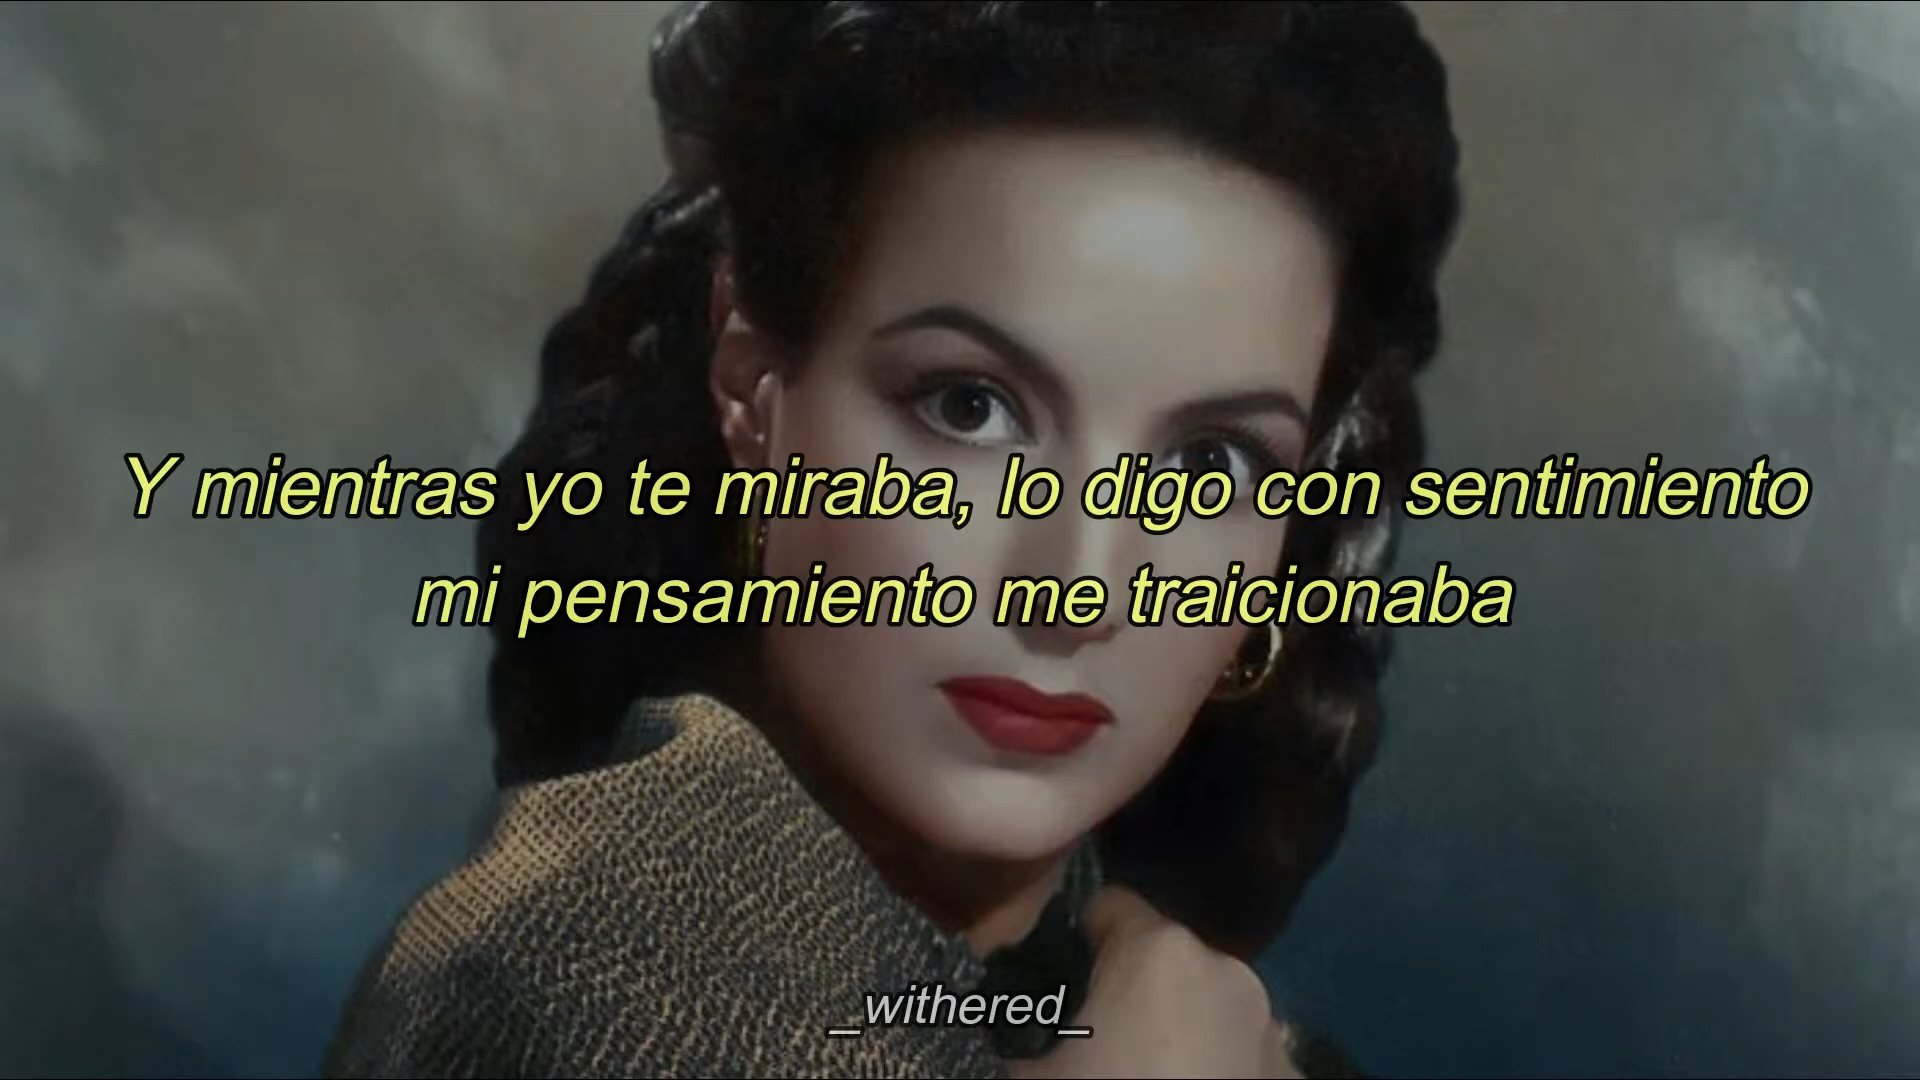 Y mientras yo te miraba, lo digo con sentimiento
mi pensamiento me traicionaba
_withered_